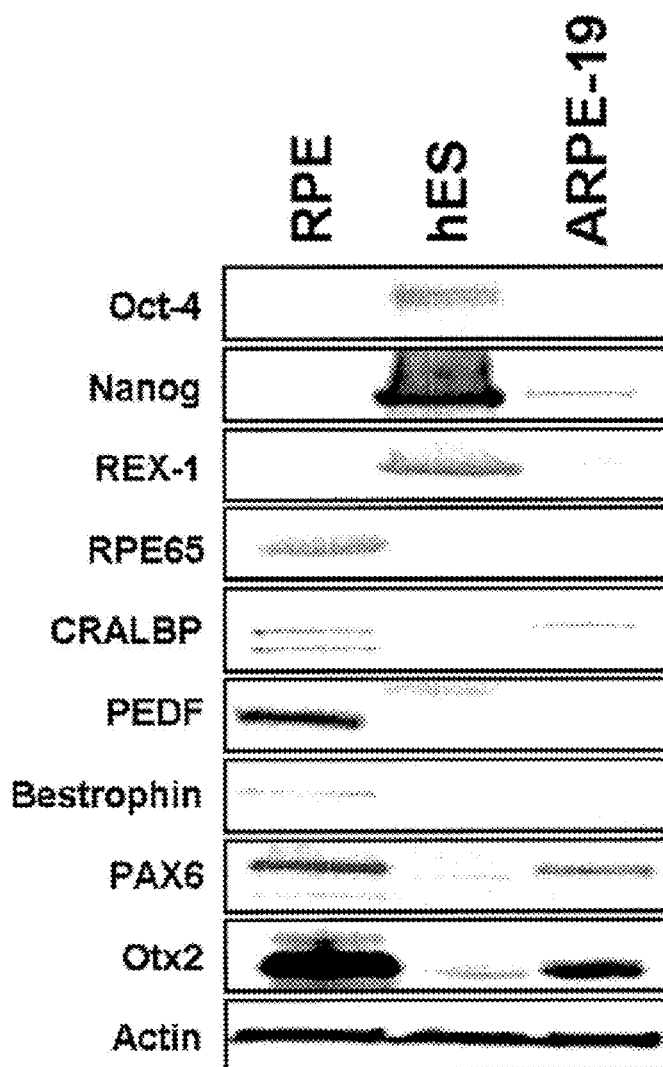 RPE
hES
ARPE-19
Oct-4
Nanog
REX-1
RPE65
CRALBP
PEDF
Bestrophin
PAX6
Otx2
Actin